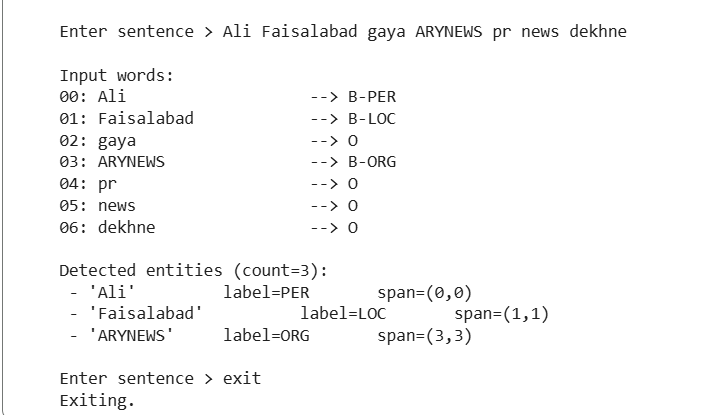 Enter sentence > Ali Faisalabad gaya ARYNEWS pr news dekhne
Input words:
00: Ali --> B-PER
01: Faisalabad --> B-LOC
02: gaya --> O
03: ARYNEWS --> B-ORG
04: pr --> O
05: news --> O
06: dekhne --> O
Detected entities (count=3):
- 'Ali' label=PER span=(0,0)
- 'Faisalabad' label=LOC span=(1,1)
- 'ARYNEWS' label=ORG span=(3,3)
Enter sentence > exit
Exiting.